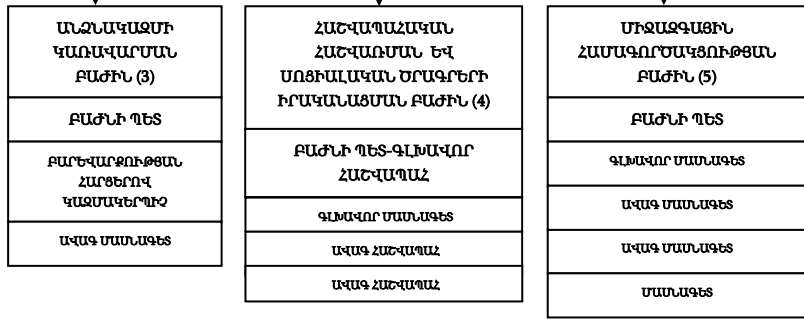 ԱՆՁՆԱԿԱԶՄԻ
ԿԱՌԱՎԱՐՄԱՆ
ԲԱԺԻՆ (3)
ԲԱԺՆԻ ՊԵՏ
ԲԱՐԵՎԱՐՔՈՒԹՅԱՆ
ՀԱՐՑԵՐՈՎ
ԿԱԶՄԱԿԵՐՊԻՉ
ԱՎԱԳ ՄԱՍՆԱԳԵՏ
ՀԱՇՎԱՊԱՀԱԿԱՆ
ՀԱՇՎԱՌՄԱՆ ԵՎ
ՍՈՑԻԱԼԱԿԱՆ ԾՐԱԳՐԵՐԻ
ԻՐԱԿԱՆԱՑՄԱՆ ԲԱԺԻՆ (4)
ԲԱԺՆԻ ՊԵՏ-ԳԼԽԱՎՈՐ
ՀԱՇՎԱՊԱՀ
ԳԼԽԱՎՈՐ ՄԱՍՆԱԳԵՏ
ԱՎԱԳ ՀԱՇՎԱՊԱՀ
ԱՎԱԳ ՀԱՇՎԱՊԱՀ
ՄԻՋԱԶԳԱՅԻՆ
ՀԱՄԱԳՈՐԾԱԿՑՈՒԹՅԱՆ
ԲԱԺԻՆ (5)
ԲԱԺՆԻ ՊԵՏ
ԳԼԽԱՎՈՐ ՄԱՍՆԱԳԵՏ
ԱՎԱԳ ՄԱՍՆԱԳԵՏ
ԱՎԱԳ ՄԱՍՆԱԳԵՏ
ՄԱՍՆԱԳԵՏ